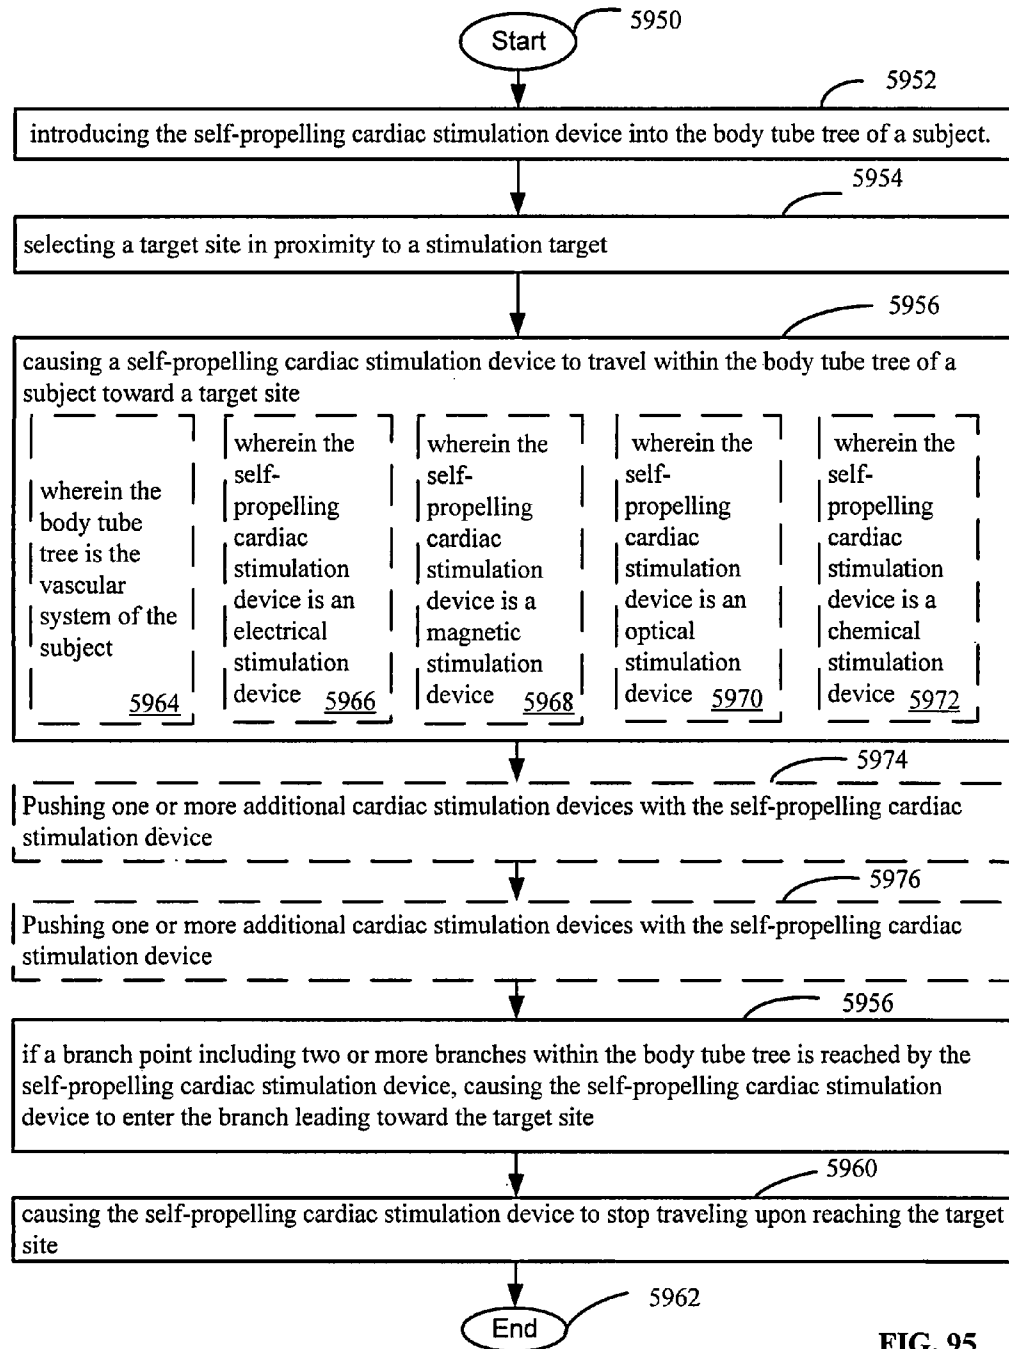 Start
5950
5952
introducing the self-propelling cardiac stimulation device into the body tube tree of a subject.
5954
selecting a target site in proximity to a stimulation target
5956
causing a self-propelling cardiac stimulation device to travel within the body tube tree of a
subject toward a target site
wherein the
body tube
tree is the
vascular
system of the
subject
5964
wherein the
self-
propelling
cardiac
stimulation
device is an
electrical
stimulation
device 5966
wherein the
self-
propelling
cardiac
stimulation
device is a
magnetic
stimulation
device 5968
wherein the
self-
propelling
cardiac
stimulation
device is an
optical
stimulation
device 5970
wherein the
self-
propelling
cardiac
stimulation
device is a
chemical
stimulation
device 5972
5974
Pushing one or more additional cardiac stimulation devices with the self-propelling cardiac
stimulation device
5976
Pushing one or more additional cardiac stimulation devices with the self-propelling cardiac
stimulation device
5956
if a branch point including two or more branches within the body tube tree is reached by the
self-propelling cardiac stimulation device, causing the self-propelling cardiac stimulation
device to enter the branch leading toward the target site
5960
causing the self-propelling cardiac stimulation device to stop traveling upon reaching the target
site
End
5962
FIG. 95